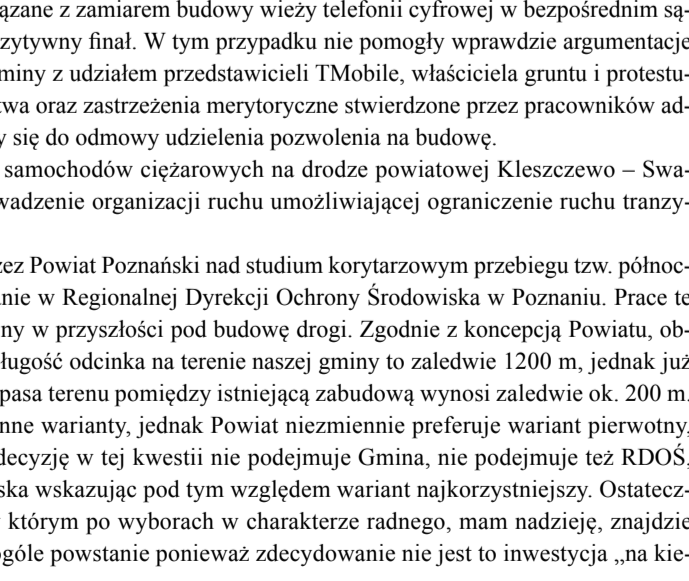 ązane z zamiarem budowy wieży telefonii cyfrowej w bezpośrednim są-
zytywny finał. W tym przypadku nie pomogły wprawdzie argumentacje
miny z udziałem przedstawicieli TMobile, właściciela gruntu i protestu-
twa oraz zastrzeżenia merytoryczne stwierdzone przez pracowników ad-
y się do odmowy udzielenia pozwolenia na budowę.
samochodów ciężarowych na drodze powiatowej Kleszczewo – Swa-
wadzenie organizacji ruchu umożliwiającej ograniczenie ruchu tranzy-
zez Powiat Poznański nad studium korytarzowym przebiegu tzw. północ-
anie w Regionalnej Dyrekcji Ochrony Środowiska w Poznaniu. Prace te
ny w przyszłości pod budowę drogi. Zgodnie z koncepcją Powiatu, ob-
ługość odcinka na terenie naszej gminy to zaledwie 1200 m, jednak już
pasa terenu pomiędzy istniejącą zabudową wynosi zaledwie ok. 200 m.
nne warianty, jednak Powiat niezmiennie preferuje wariant pierwotny,
decyzję w tej kwestii nie podejmuje Gmina, nie podejmuje też RDOŚ,
ska wskazując pod tym względem wariant najkorzystniejszy. Ostatecz-
którym po wyborach w charakterze radnego, mam nadzieję, znajdzie
ogóle powstanie ponieważ zdecydowanie nie jest to inwestycja „na kie-